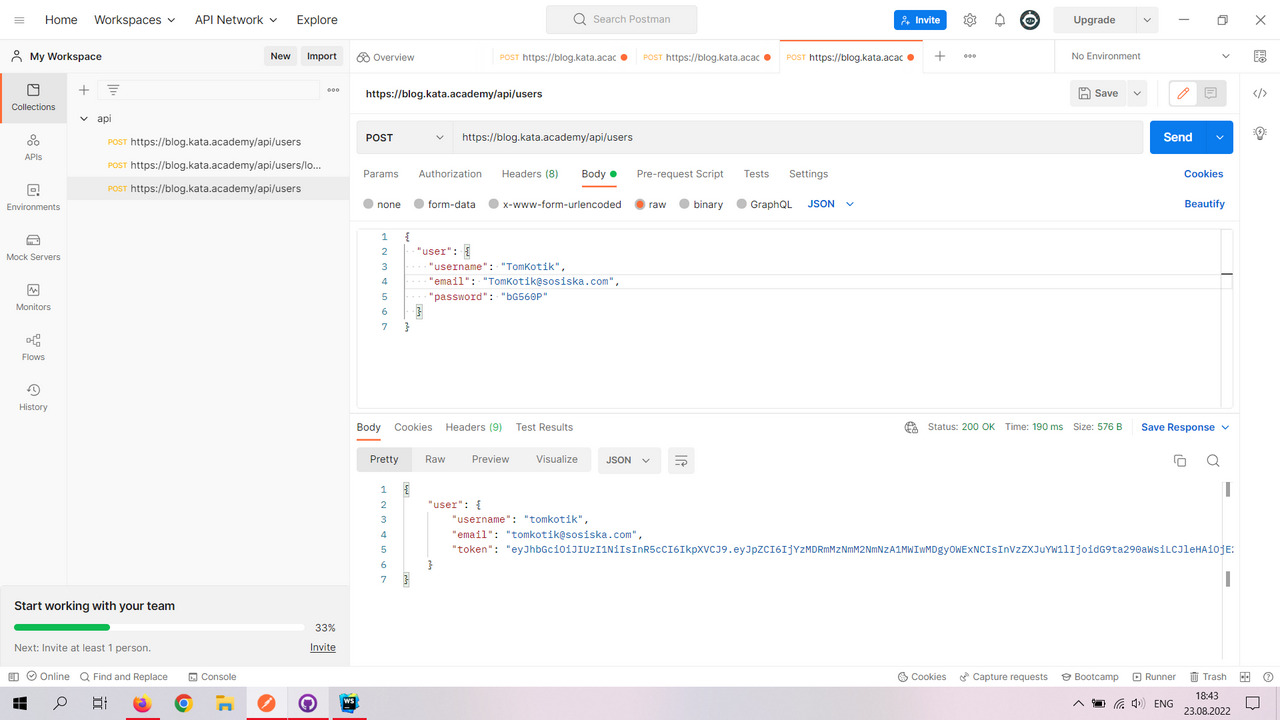 Home Workspaces API Network Explore Search Postman Invite Upgrade
My Workspace New Import Overview POST https://blog.kata.acac POST https://blog.kata.acac POST https://blog.kata.acac No Environment
Collections
APIs
Environments
Mock Servers
Monitors
Flows
History
api
POST https://blog.kata.academy/api/users
POST https://blog.kata.academy/api/users/lo...
POST https://blog.kata.academy/api/users
Start working with your team
33%
Next: Invite at least 1 person. Invite
https://blog.kata.academy/api/users Save
POST https://blog.kata.academy/api/users Send
Params Authorization Headers (8) Body Pre-request Script Tests Settings Cookies
none form-data x-www-form-urlencoded raw binary GraphQL JSON Beautify
1 {
2 "user": {
3 "username": "TomKotik",
4 "email": "TomKotik@sosiska.com",
5 "password": "bG560P"
6 }
7 }
Body Cookies Headers (9) Test Results Status: 200 OK Time: 190 ms Size: 576 B Save Response
Pretty Raw Preview Visualize JSON
1 {
2 "user": {
3 "username": "tomkotik",
4 "email": "tomkotik@sosiska.com",
5 "token": "eyJhbGciOiJIUzI1NiIsInR5cCI6IkpXVCJ9.eyJpZCI6IjYzMDRmMzNmM2NmNzA1MWIwMDgyOWExNCIsInVzZXJuYW1lIjoidG9ta290aWsiLCJleHAiOjE
6 }
7 }
Online Find and Replace Console Cookies Capture requests Bootcamp Runner Trash
WS ENG 18:43
23.08.2022